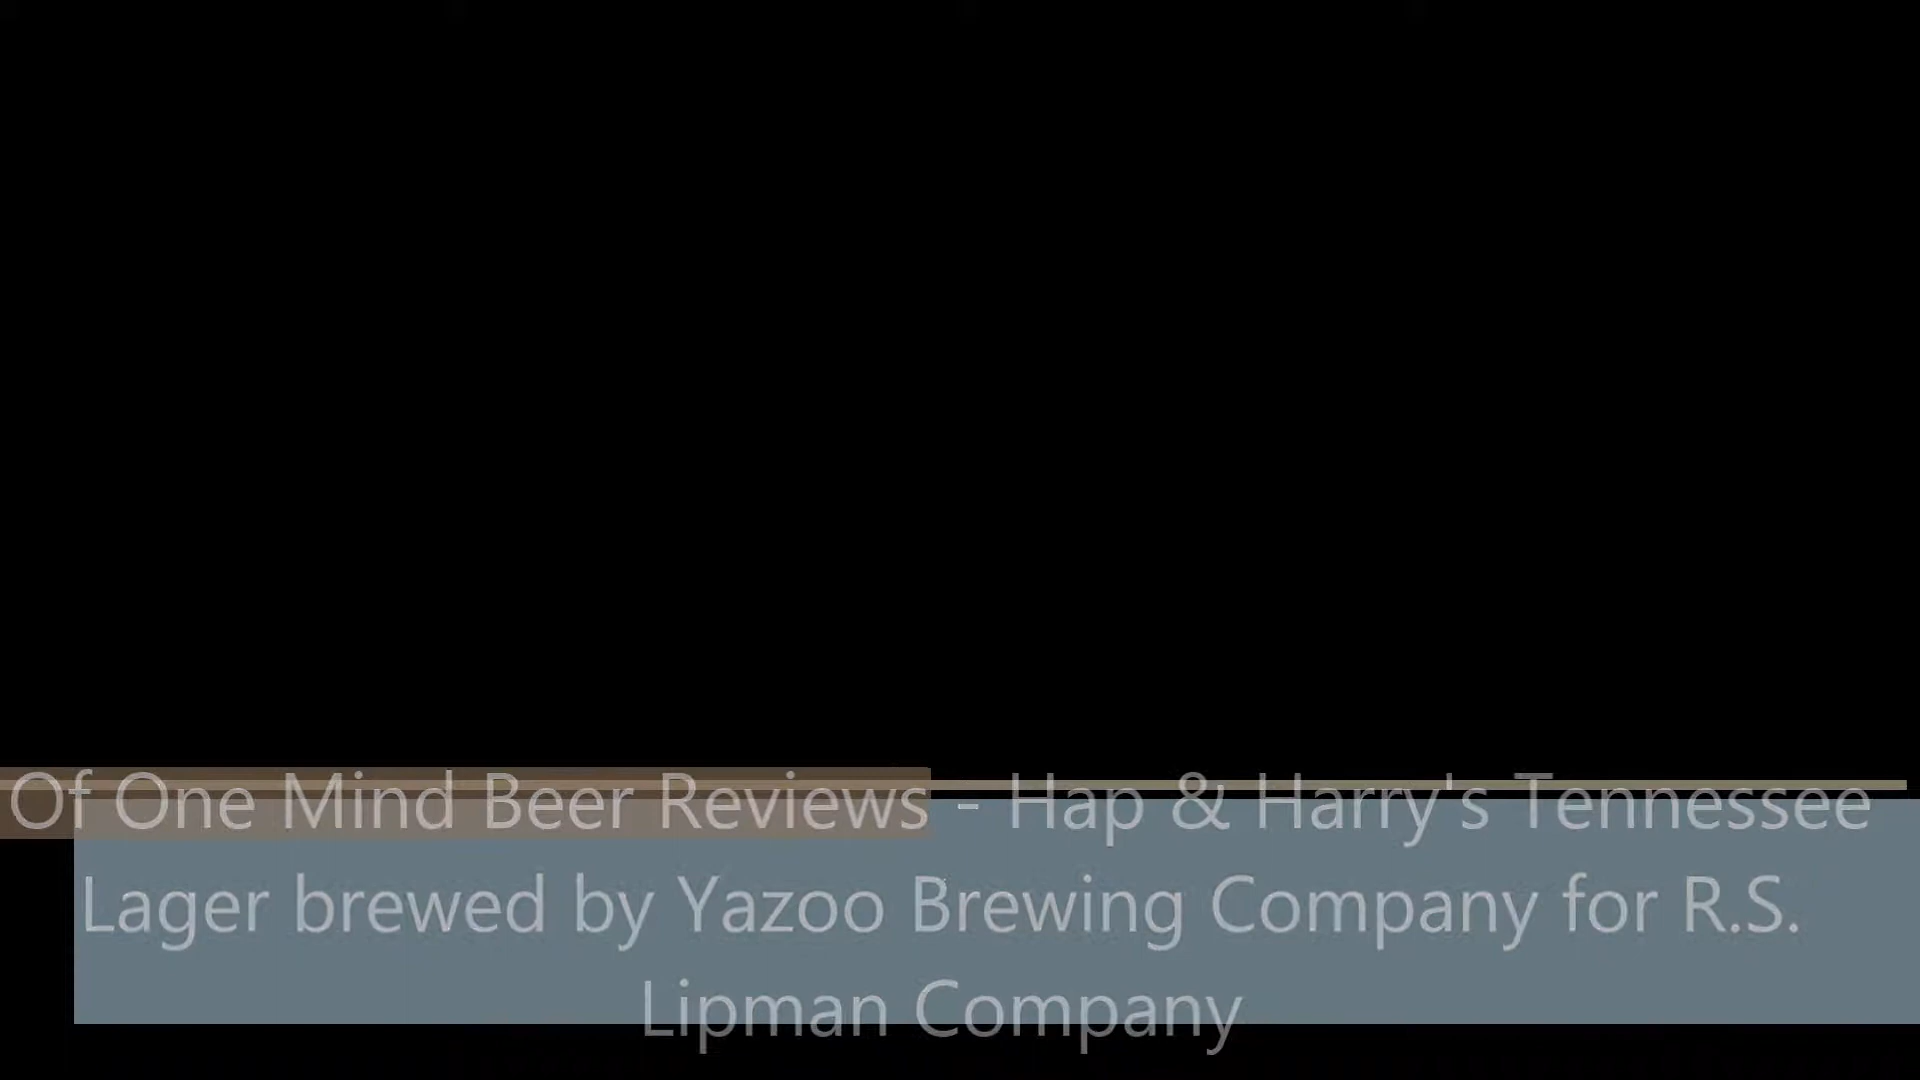 Of One Mind Beer Reviews - Hap & Harry's Tennessee
Lager brewed by Yazoo Brewing Company for R.S.
Lipman Company